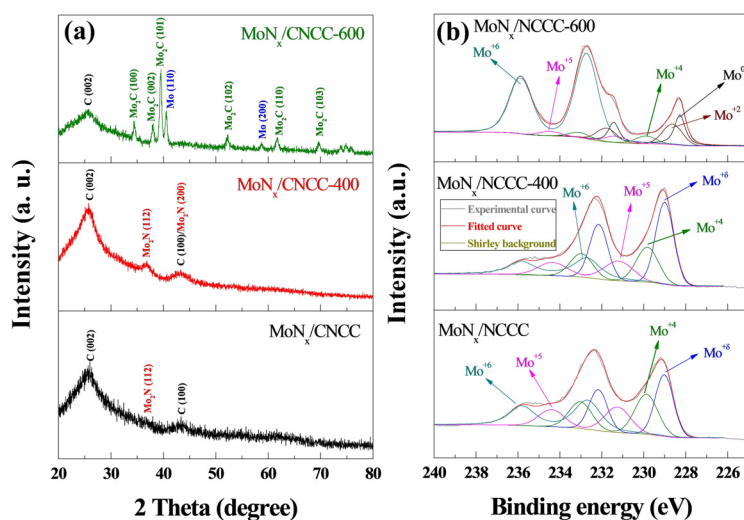 (a)
MoNx/CNCC-600
C (002)
Mo2C (100)
Mo2C (002)
Mo2C (101)
Mo (110)
Mo2C (102)
Mo (200)
Mo2C (110)
Mo2C (103)
MoNx/CNCC-400
C (002)
Mo2N (112)
C (100)/Mo2N (200)
MoNx/CNCC
C (002)
Mo2N (112)
C (100)
Intensity (a. u.)
20 30 40 50 60 70 80
2 Theta (degree)
(b)
MoNx/NCCC-600
Mo+6
Mo+5
Mo+4
Mo0
Mo+2
MoNx/NCCC-400
Mo+6
Mo+5
Mo+δ
Mo+4
Experimental curve
Fitted curve
Shirley background
MoNx/NCCC
Mo+6
Mo+5
Mo+4
Mo+δ
Intensity (a.u.)
240 238 236 234 232 230 228 226
Binding energy (eV)